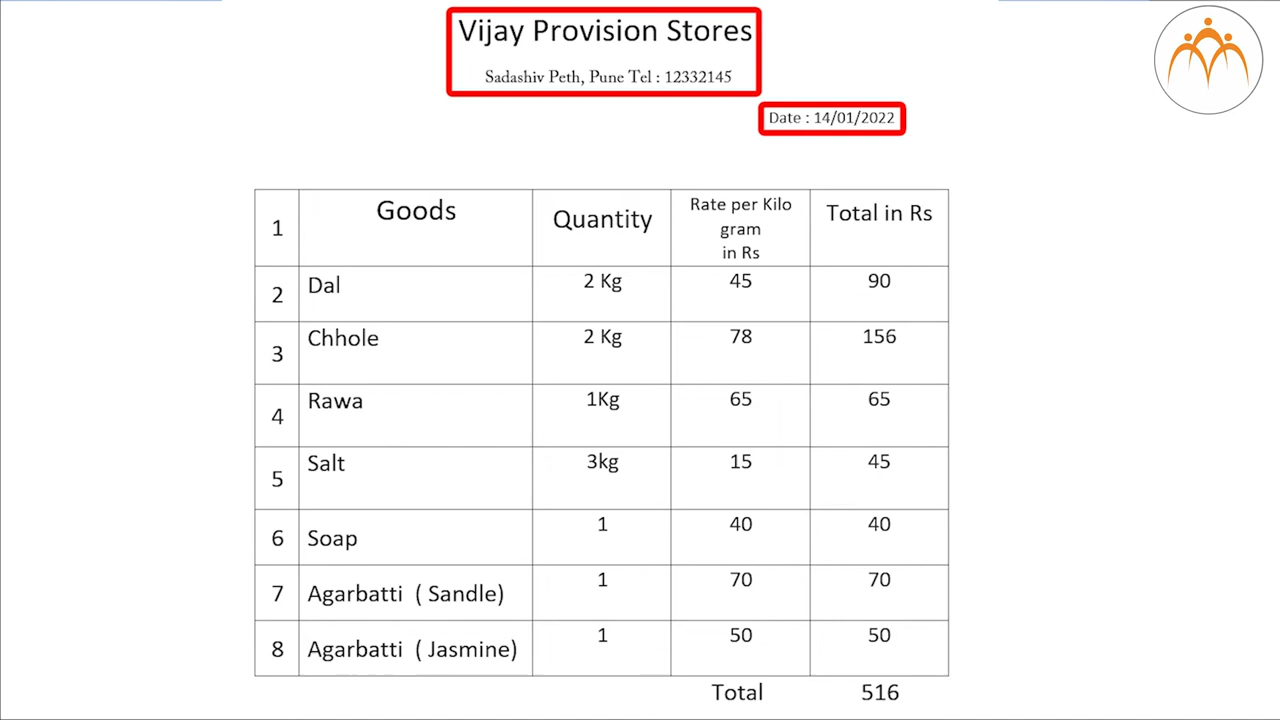 Vijay Provision Stores
Sadashiv Peth, Pune Tel : 12332145
Date : 14/01/2022
1 Goods Quantity Rate per Kilo gram in Rs Total in Rs
2 Dal 2 Kg 45 90
3 Chhole 2 Kg 78 156
4 Rawa 1Kg 65 65
5 Salt 3kg 15 45
6 Soap 1 40 40
7 Agarbatti ( Sandle) 1 70 70
8 Agarbatti ( Jasmine) 1 50 50
Total 516